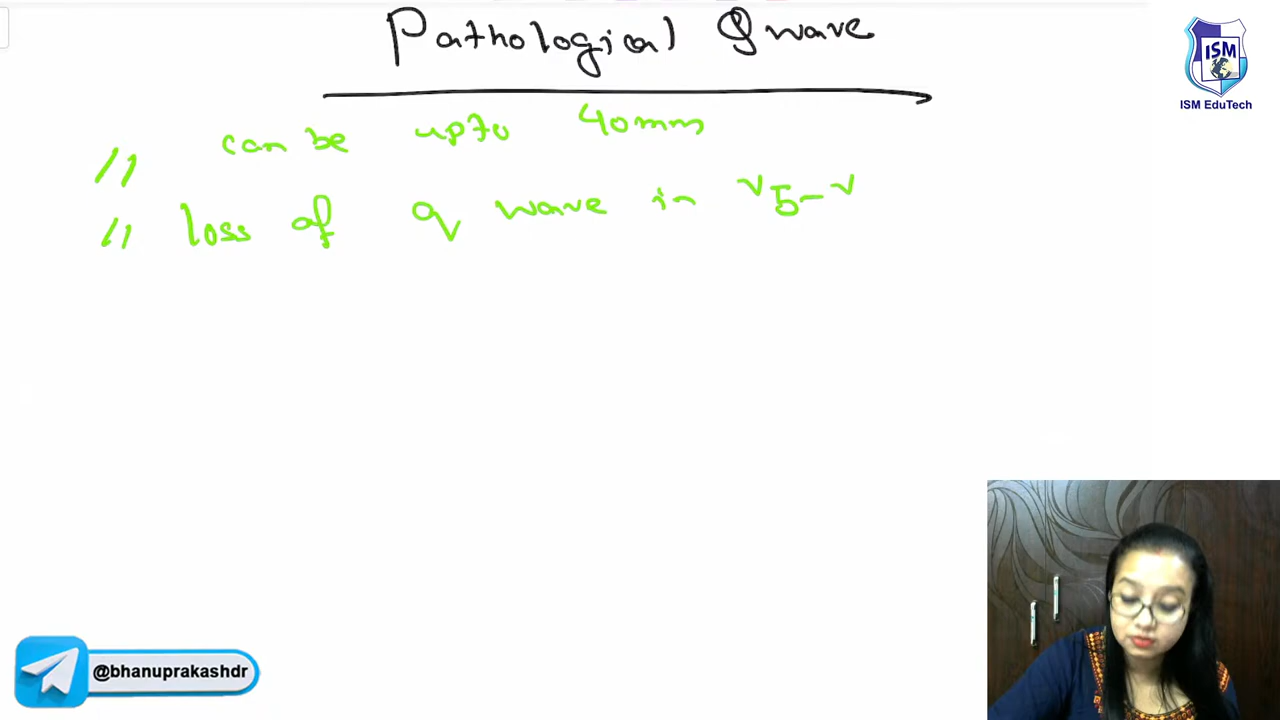 Pathological Q wave
// can be upto 40mm
// loss of q wave in V5-V
ISM
ISM EduTech
@bhanuprakashdr